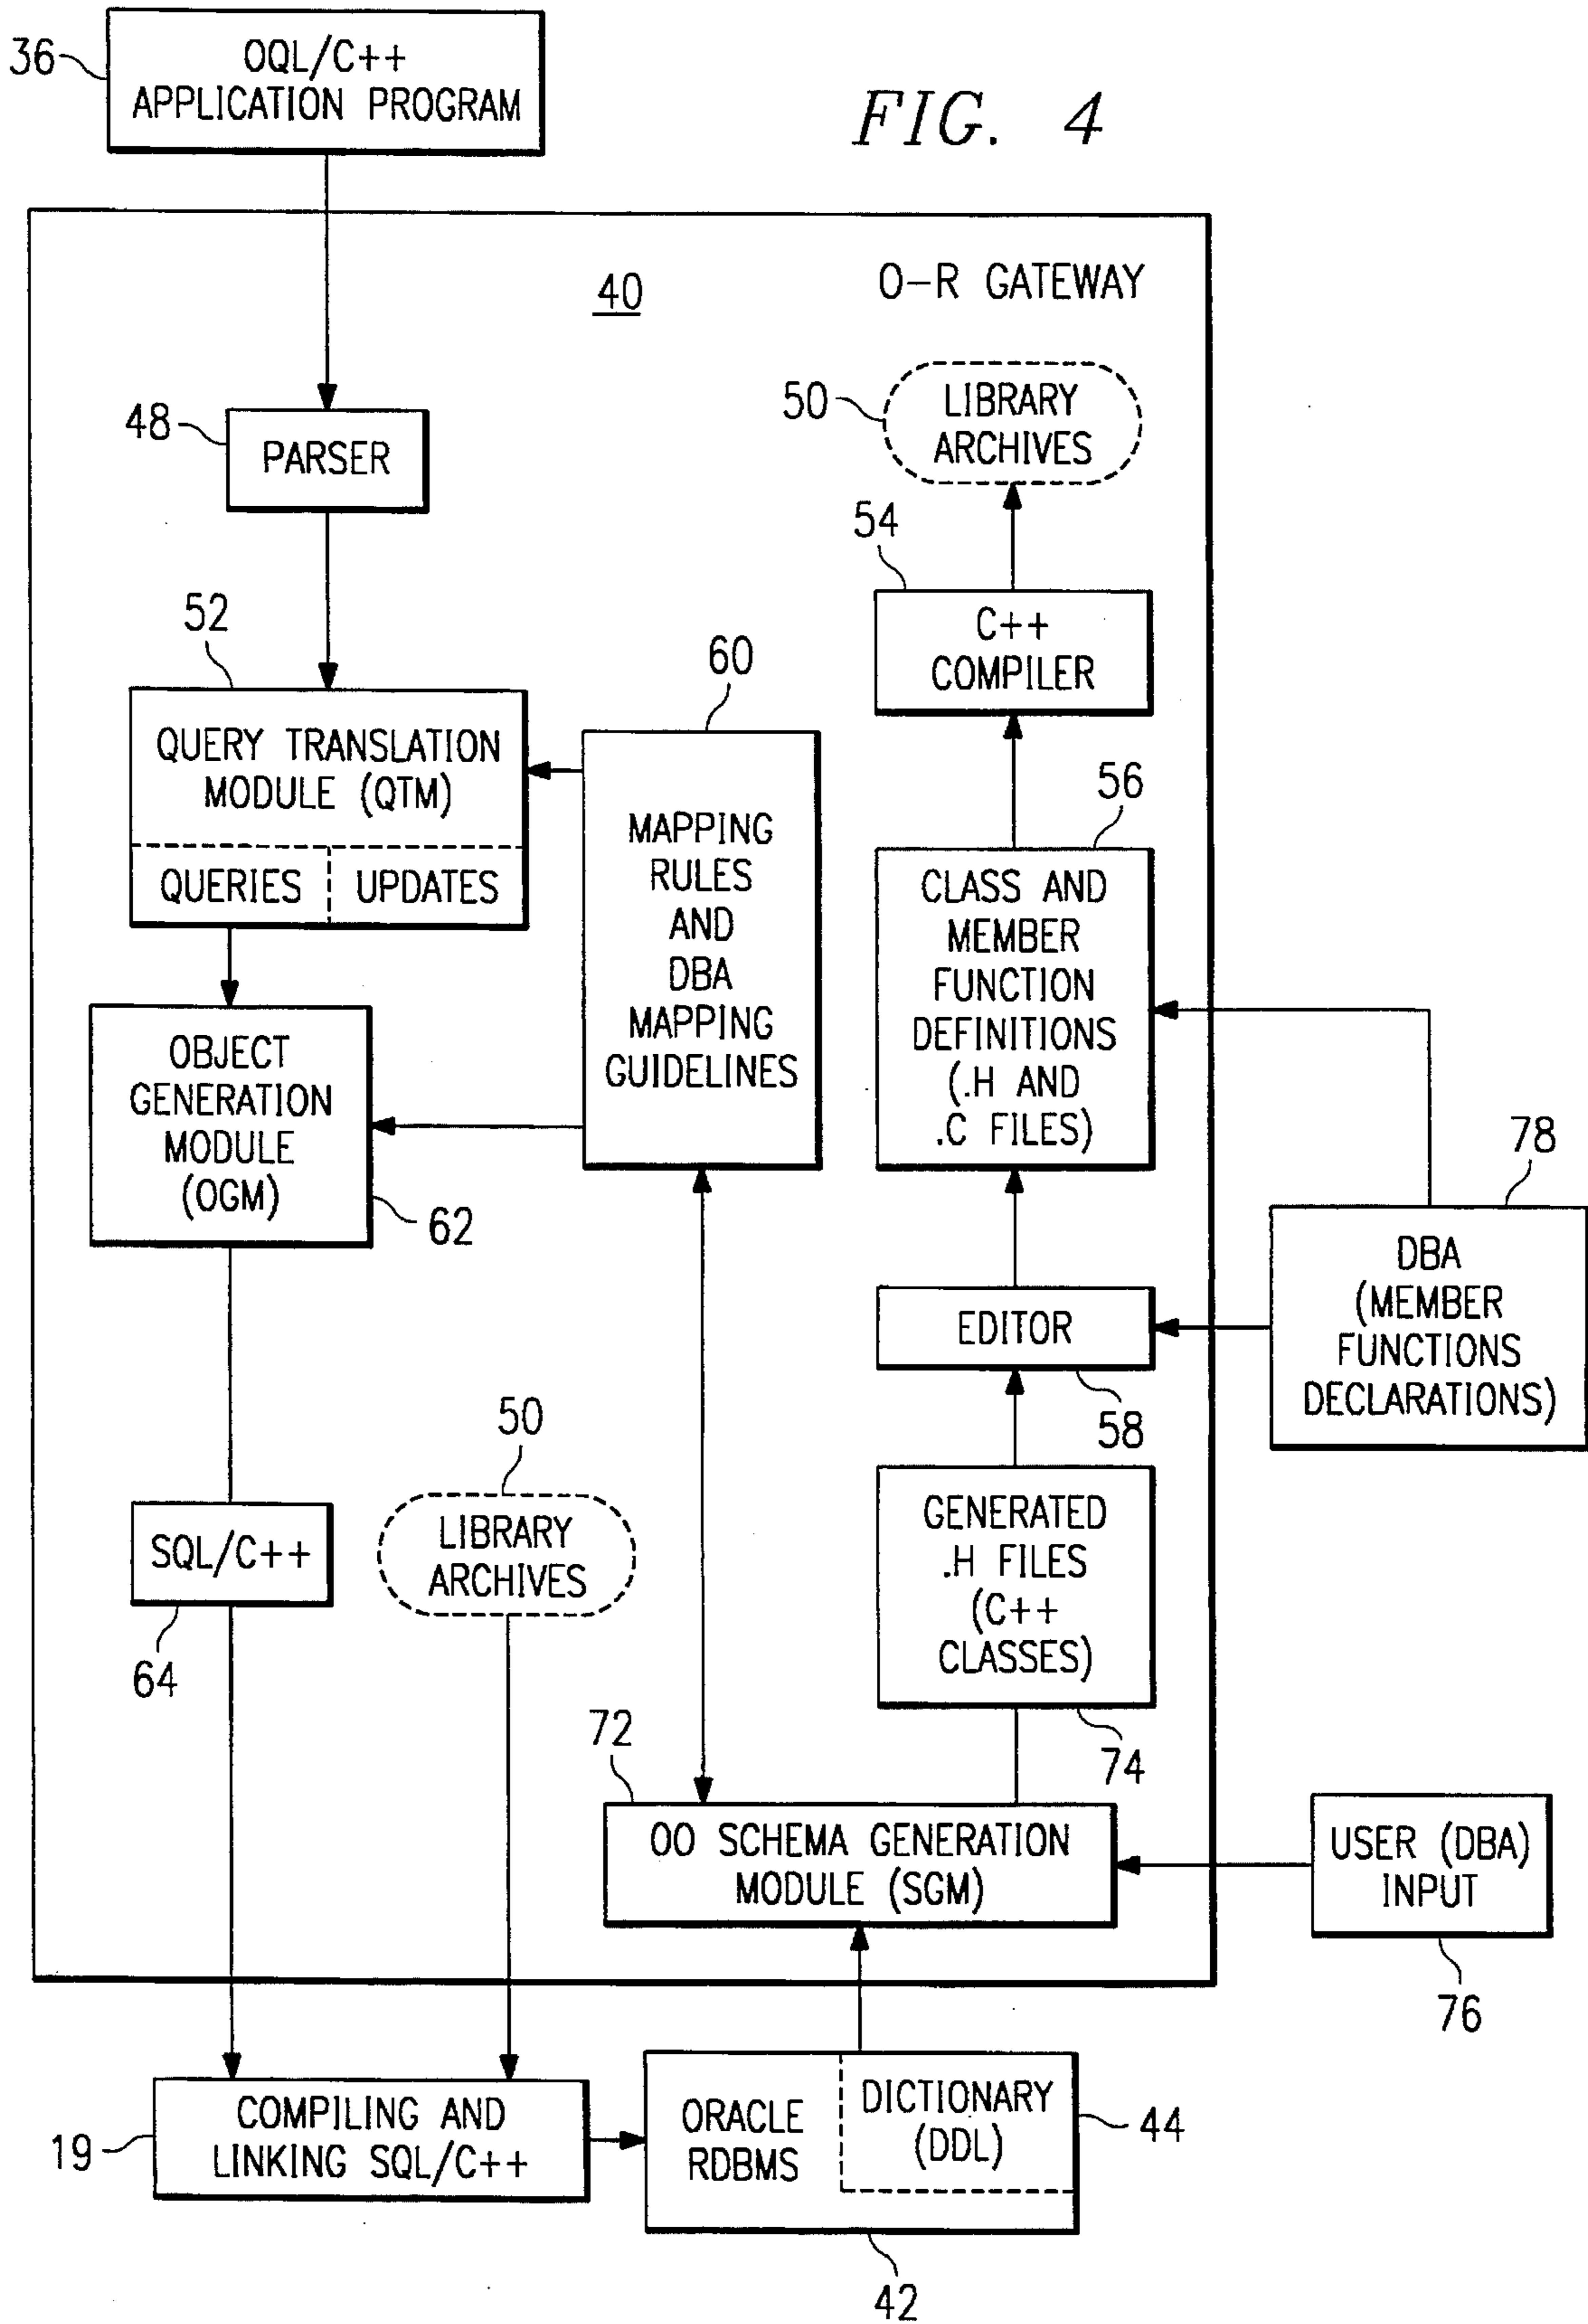 36
OQL/C++
APPLICATION PROGRAM
FIG. 4
40
O-R GATEWAY
50
LIBRARY
ARCHIVES
48
PARSER
54
C++
COMPILER
52
QUERY TRANSLATION
MODULE (QTM)
QUERIES
UPDATES
60
MAPPING
RULES
AND
DBA
MAPPING
GUIDELINES
56
CLASS AND
MEMBER
FUNCTION
DEFINITIONS
(.H AND
.C FILES)
OBJECT
GENERATION
MODULE
(OGM)
62
78
DBA
(MEMBER
FUNCTIONS
DECLARATIONS)
EDITOR
58
50
LIBRARY
ARCHIVES
SQL/C++
64
GENERATED
.H FILES
(C++
CLASSES)
74
72
OO SCHEMA GENERATION
MODULE (SGM)
USER (DBA)
INPUT
76
19
COMPILING AND
LINKING SQL/C++
ORACLE
RDBMS
DICTIONARY
(DDL)
44
42